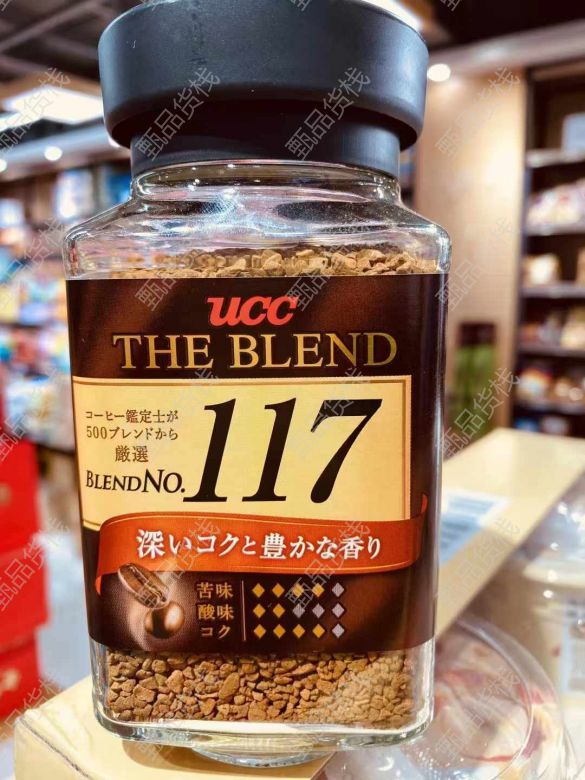 UCC
THE BLEND
コーヒー鑑定士が
500ブレンドから
厳選
BLEND NO. 117
深いコクと豊かな香り
苦味
酸味
コク
甄品货栈